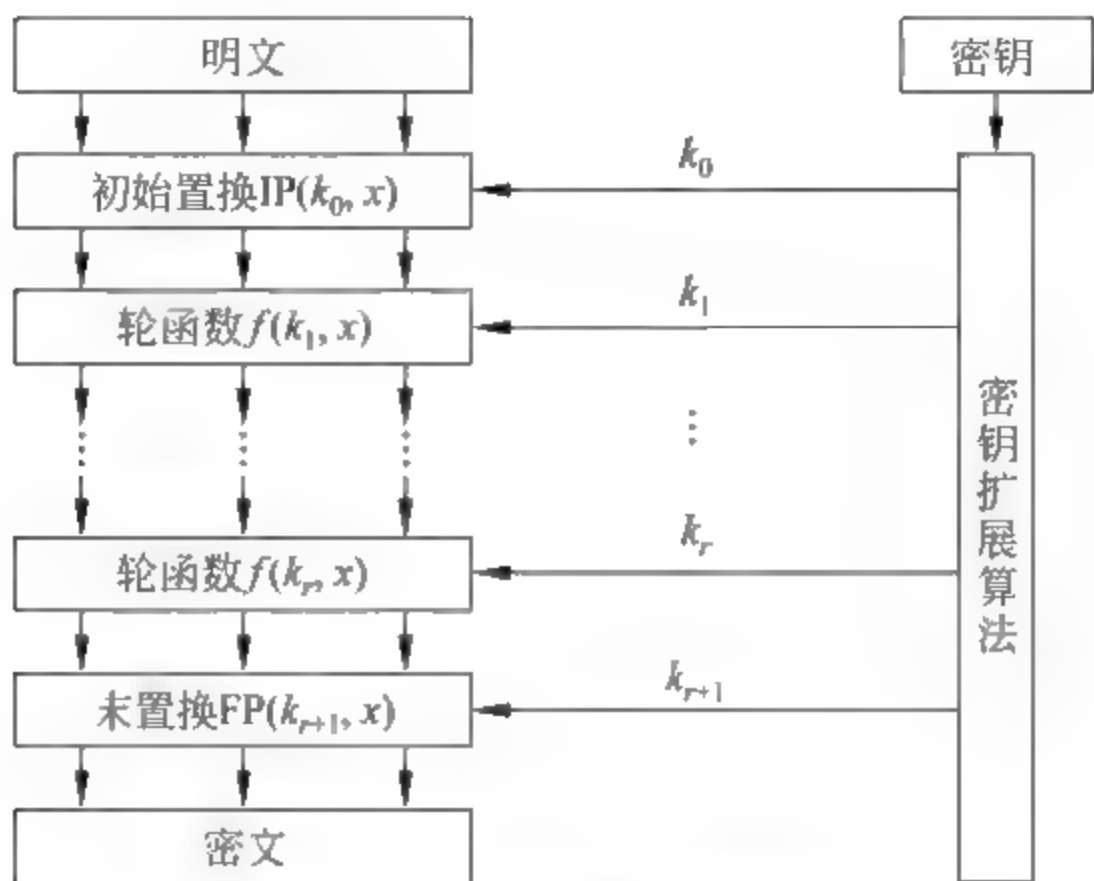 明文
密钥
k₀
初始置换IP(k₀, x)
k₁
轮函数f(k₁, x)
⋮
密钥扩展算法
kᵣ
轮函数f(kᵣ, x)
kᵣ₊₁
末置换FP(kᵣ₊₁, x)
密文